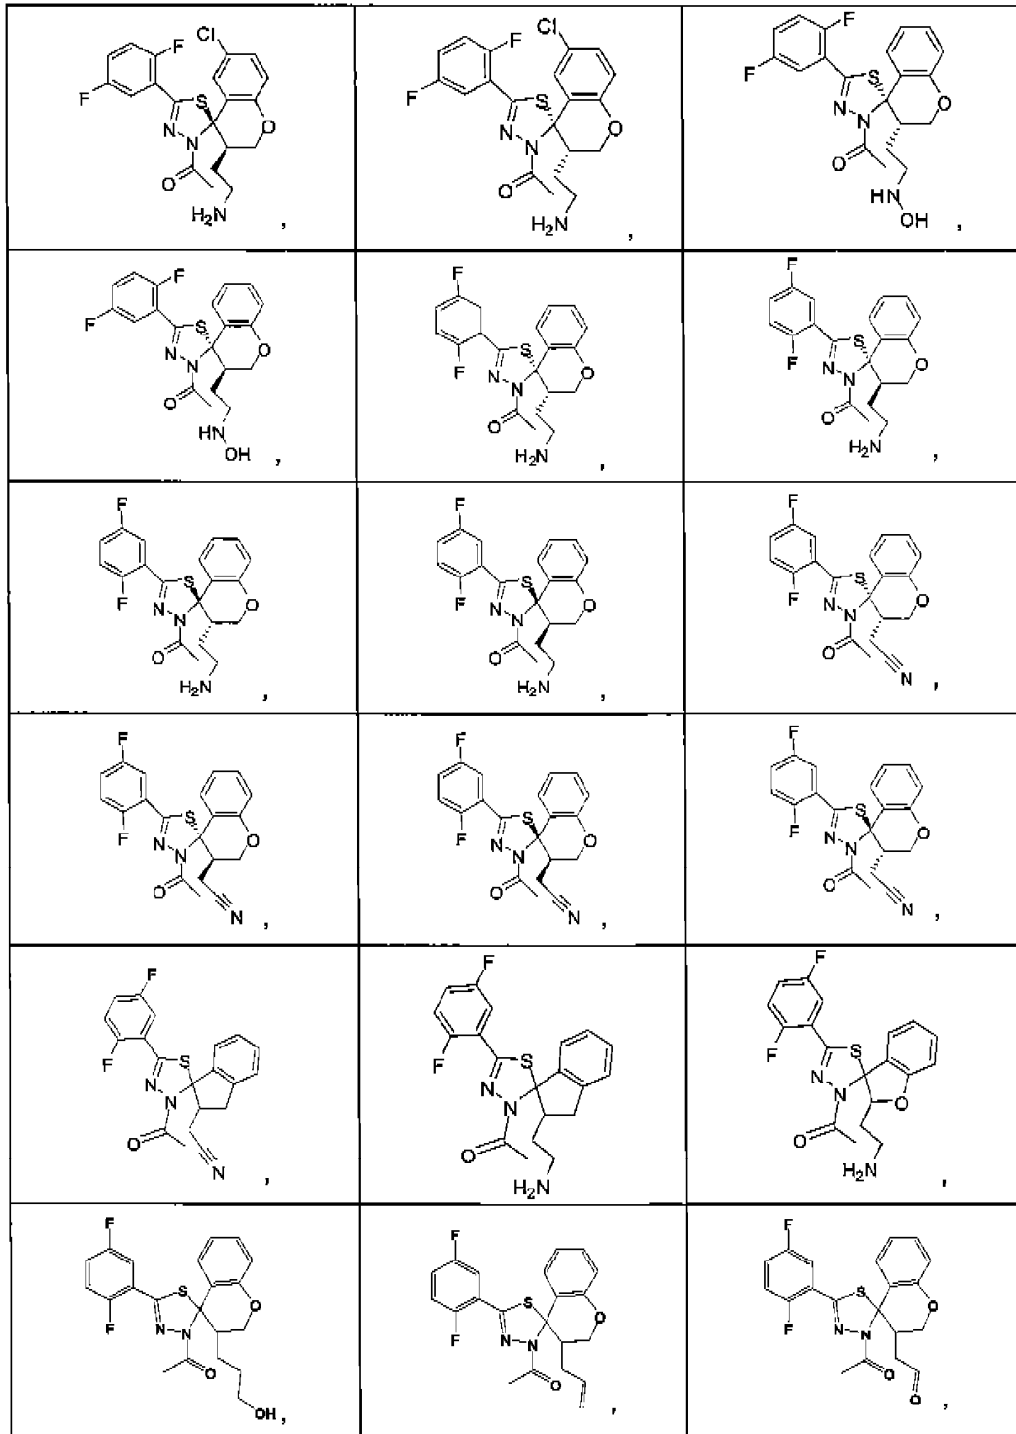 F Cl F
F S F S
N N O N N O
O O
H₂N , H₂N ,
F Cl
F S
N N O
O
HN
OH ,
F F F
F S S S
N N O F N N O F N N O
O O O
HN H₂N , H₂N ,
OH ,
F F F
S S S
F N N O F N N O F N N O
O O O
H₂N , H₂N , N ,
F F F
S S S
F N N O F N N O F N N O
O O O
N , N , N ,
F F F
F S F S F S
N N N N N N O
O O O
N , H₂N H₂N ,
F F F
S O S O S O
F N N F N N F N N
O O O
OH, , O ,